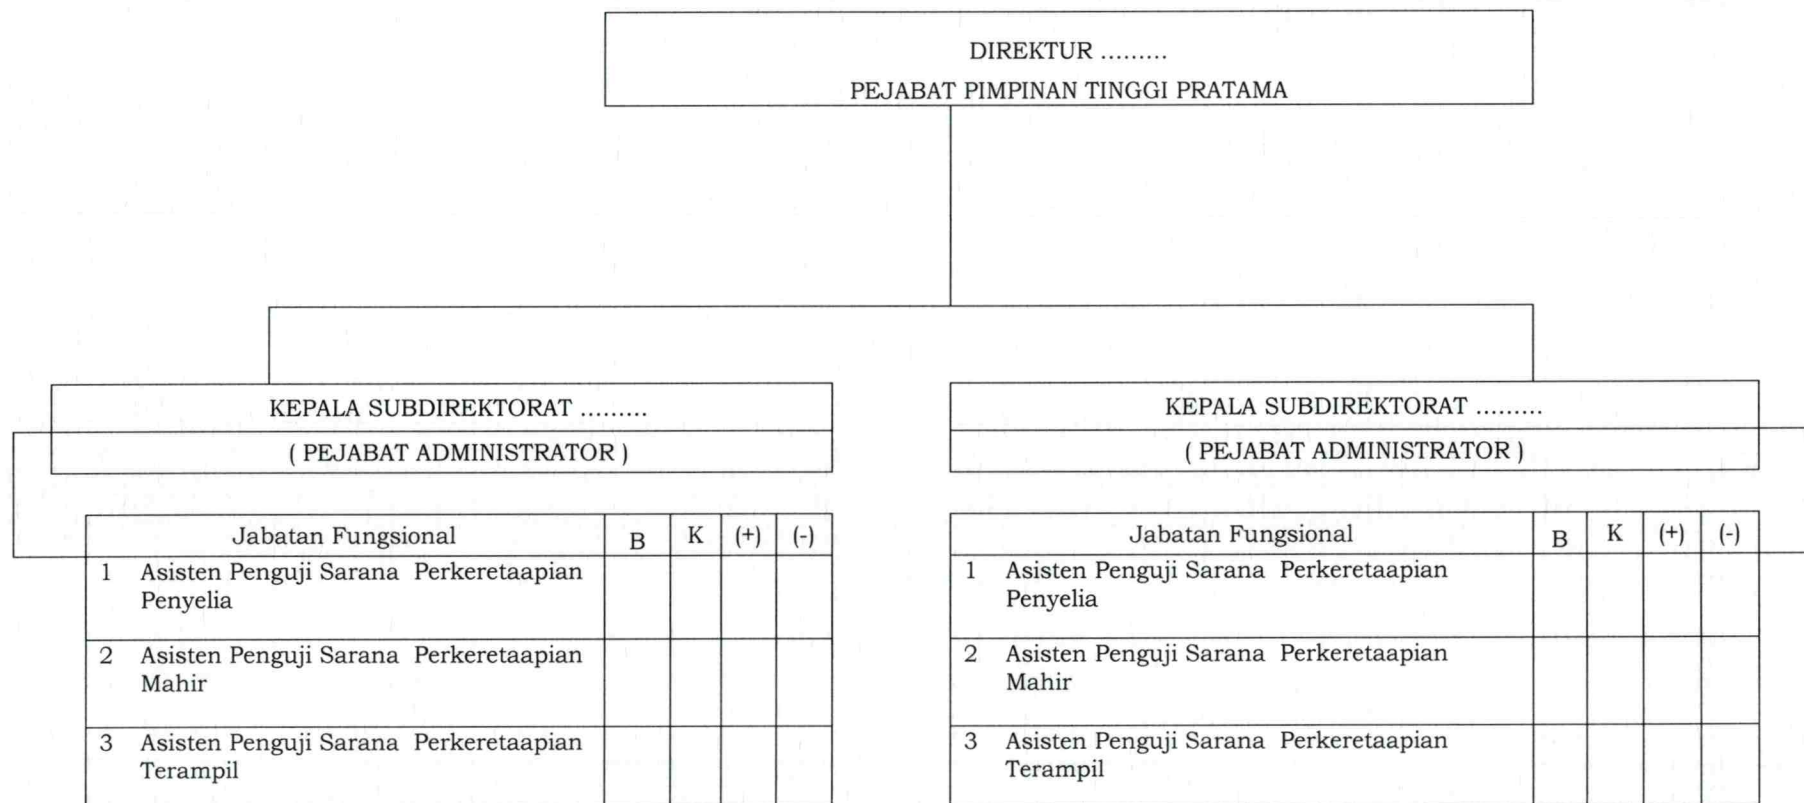 DIREKTUR .........
PEJABAT PIMPINAN TINGGI PRATAMA
KEPALA SUBDIREKTORAT .........
( PEJABAT ADMINISTRATOR )
Jabatan Fungsional B K (+) (-)
1 Asisten Penguji Sarana Perkeretaapian
Penyelia
2 Asisten Penguji Sarana Perkeretaapian
Mahir
3 Asisten Penguji Sarana Perkeretaapian
Terampil
KEPALA SUBDIREKTORAT .........
( PEJABAT ADMINISTRATOR )
Jabatan Fungsional B K (+) (-)
1 Asisten Penguji Sarana Perkeretaapian
Penyelia
2 Asisten Penguji Sarana Perkeretaapian
Mahir
3 Asisten Penguji Sarana Perkeretaapian
Terampil